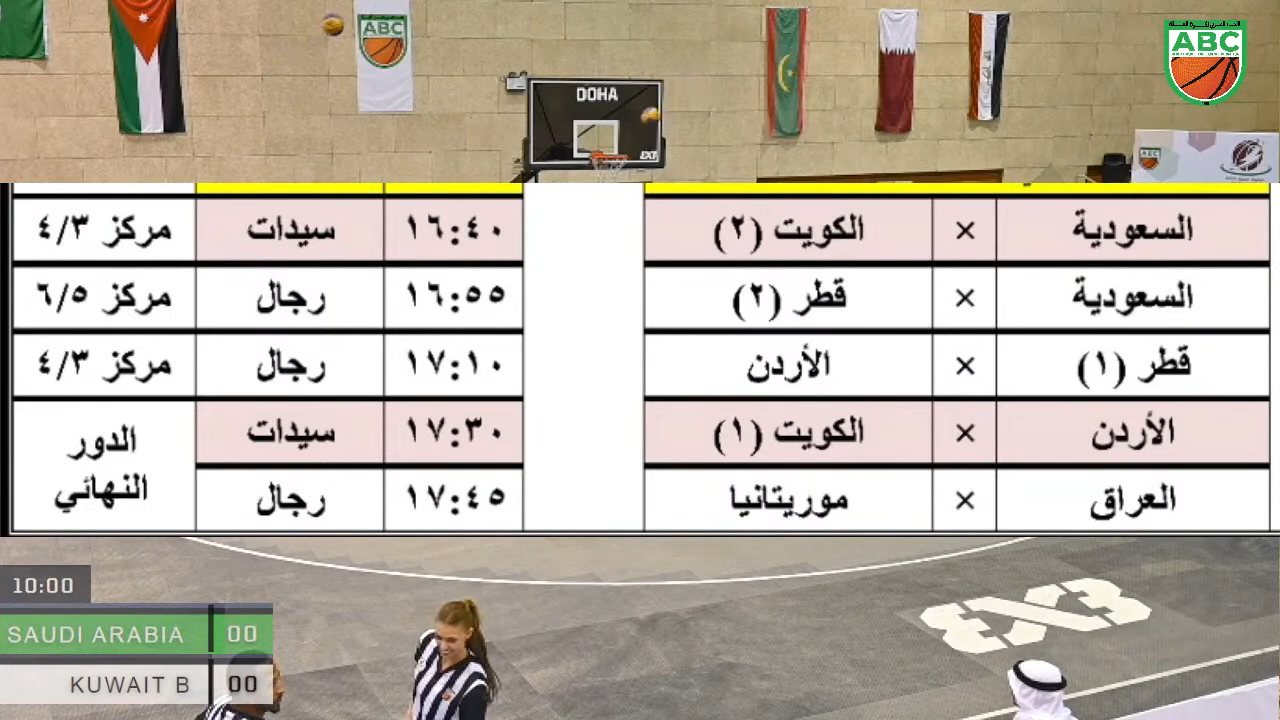 ABC
ABC
DOHA
3X3
ABC
السعودية × الكويت (٢) ١٦:٤٠ سيدات مركز ٤/٣
السعودية × قطر (٢) ١٦:٥٥ رجال مركز ٦/٥
قطر (١) × الأردن ١٧:١٠ رجال مركز ٤/٣
الأردن × الكويت (١) ١٧:٣٠ سيدات الدور النهائي
العراق × موريتانيا ١٧:٤٥ رجال
10:00
SAUDI ARABIA 00
KUWAIT B 00
3X3